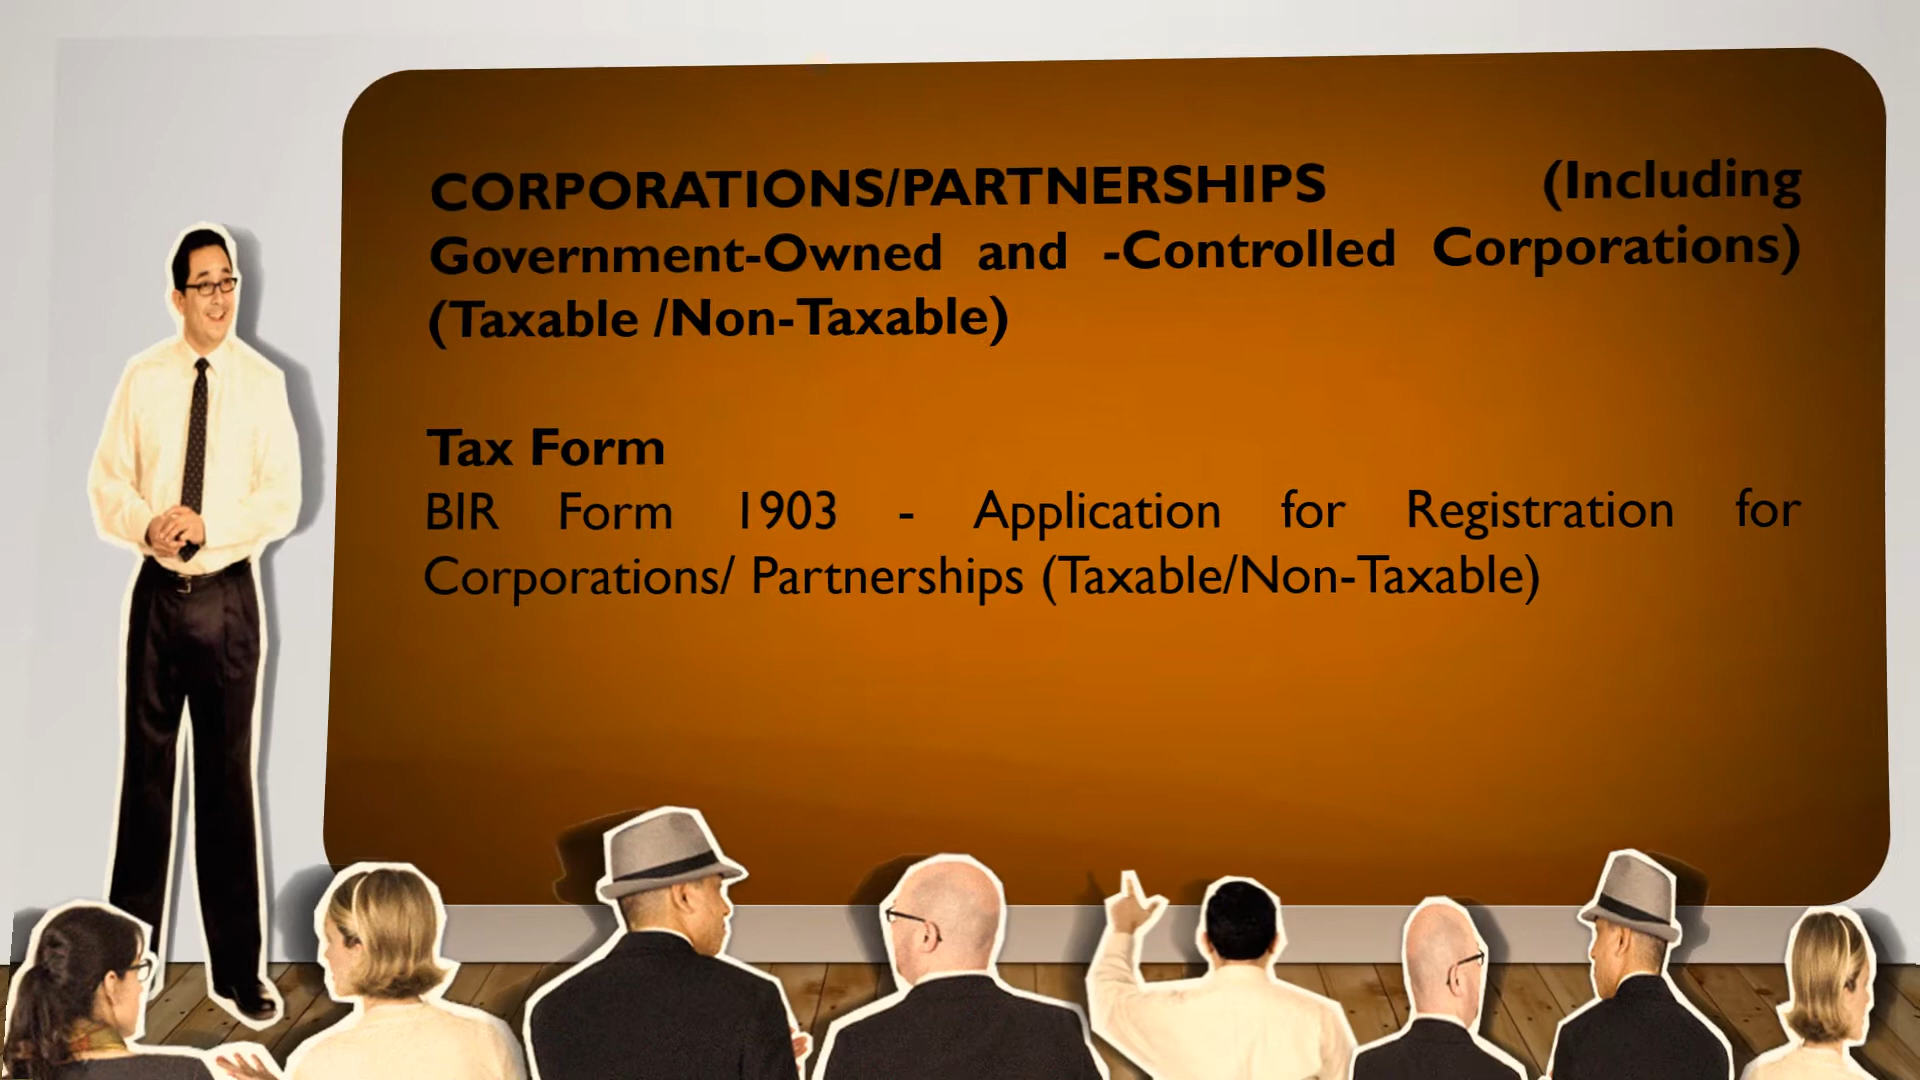 CORPORATIONS/PARTNERSHIPS (Including
Government-Owned and -Controlled Corporations)
(Taxable /Non-Taxable)
Tax Form
BIR Form 1903 - Application for Registration for
Corporations/ Partnerships (Taxable/Non-Taxable)